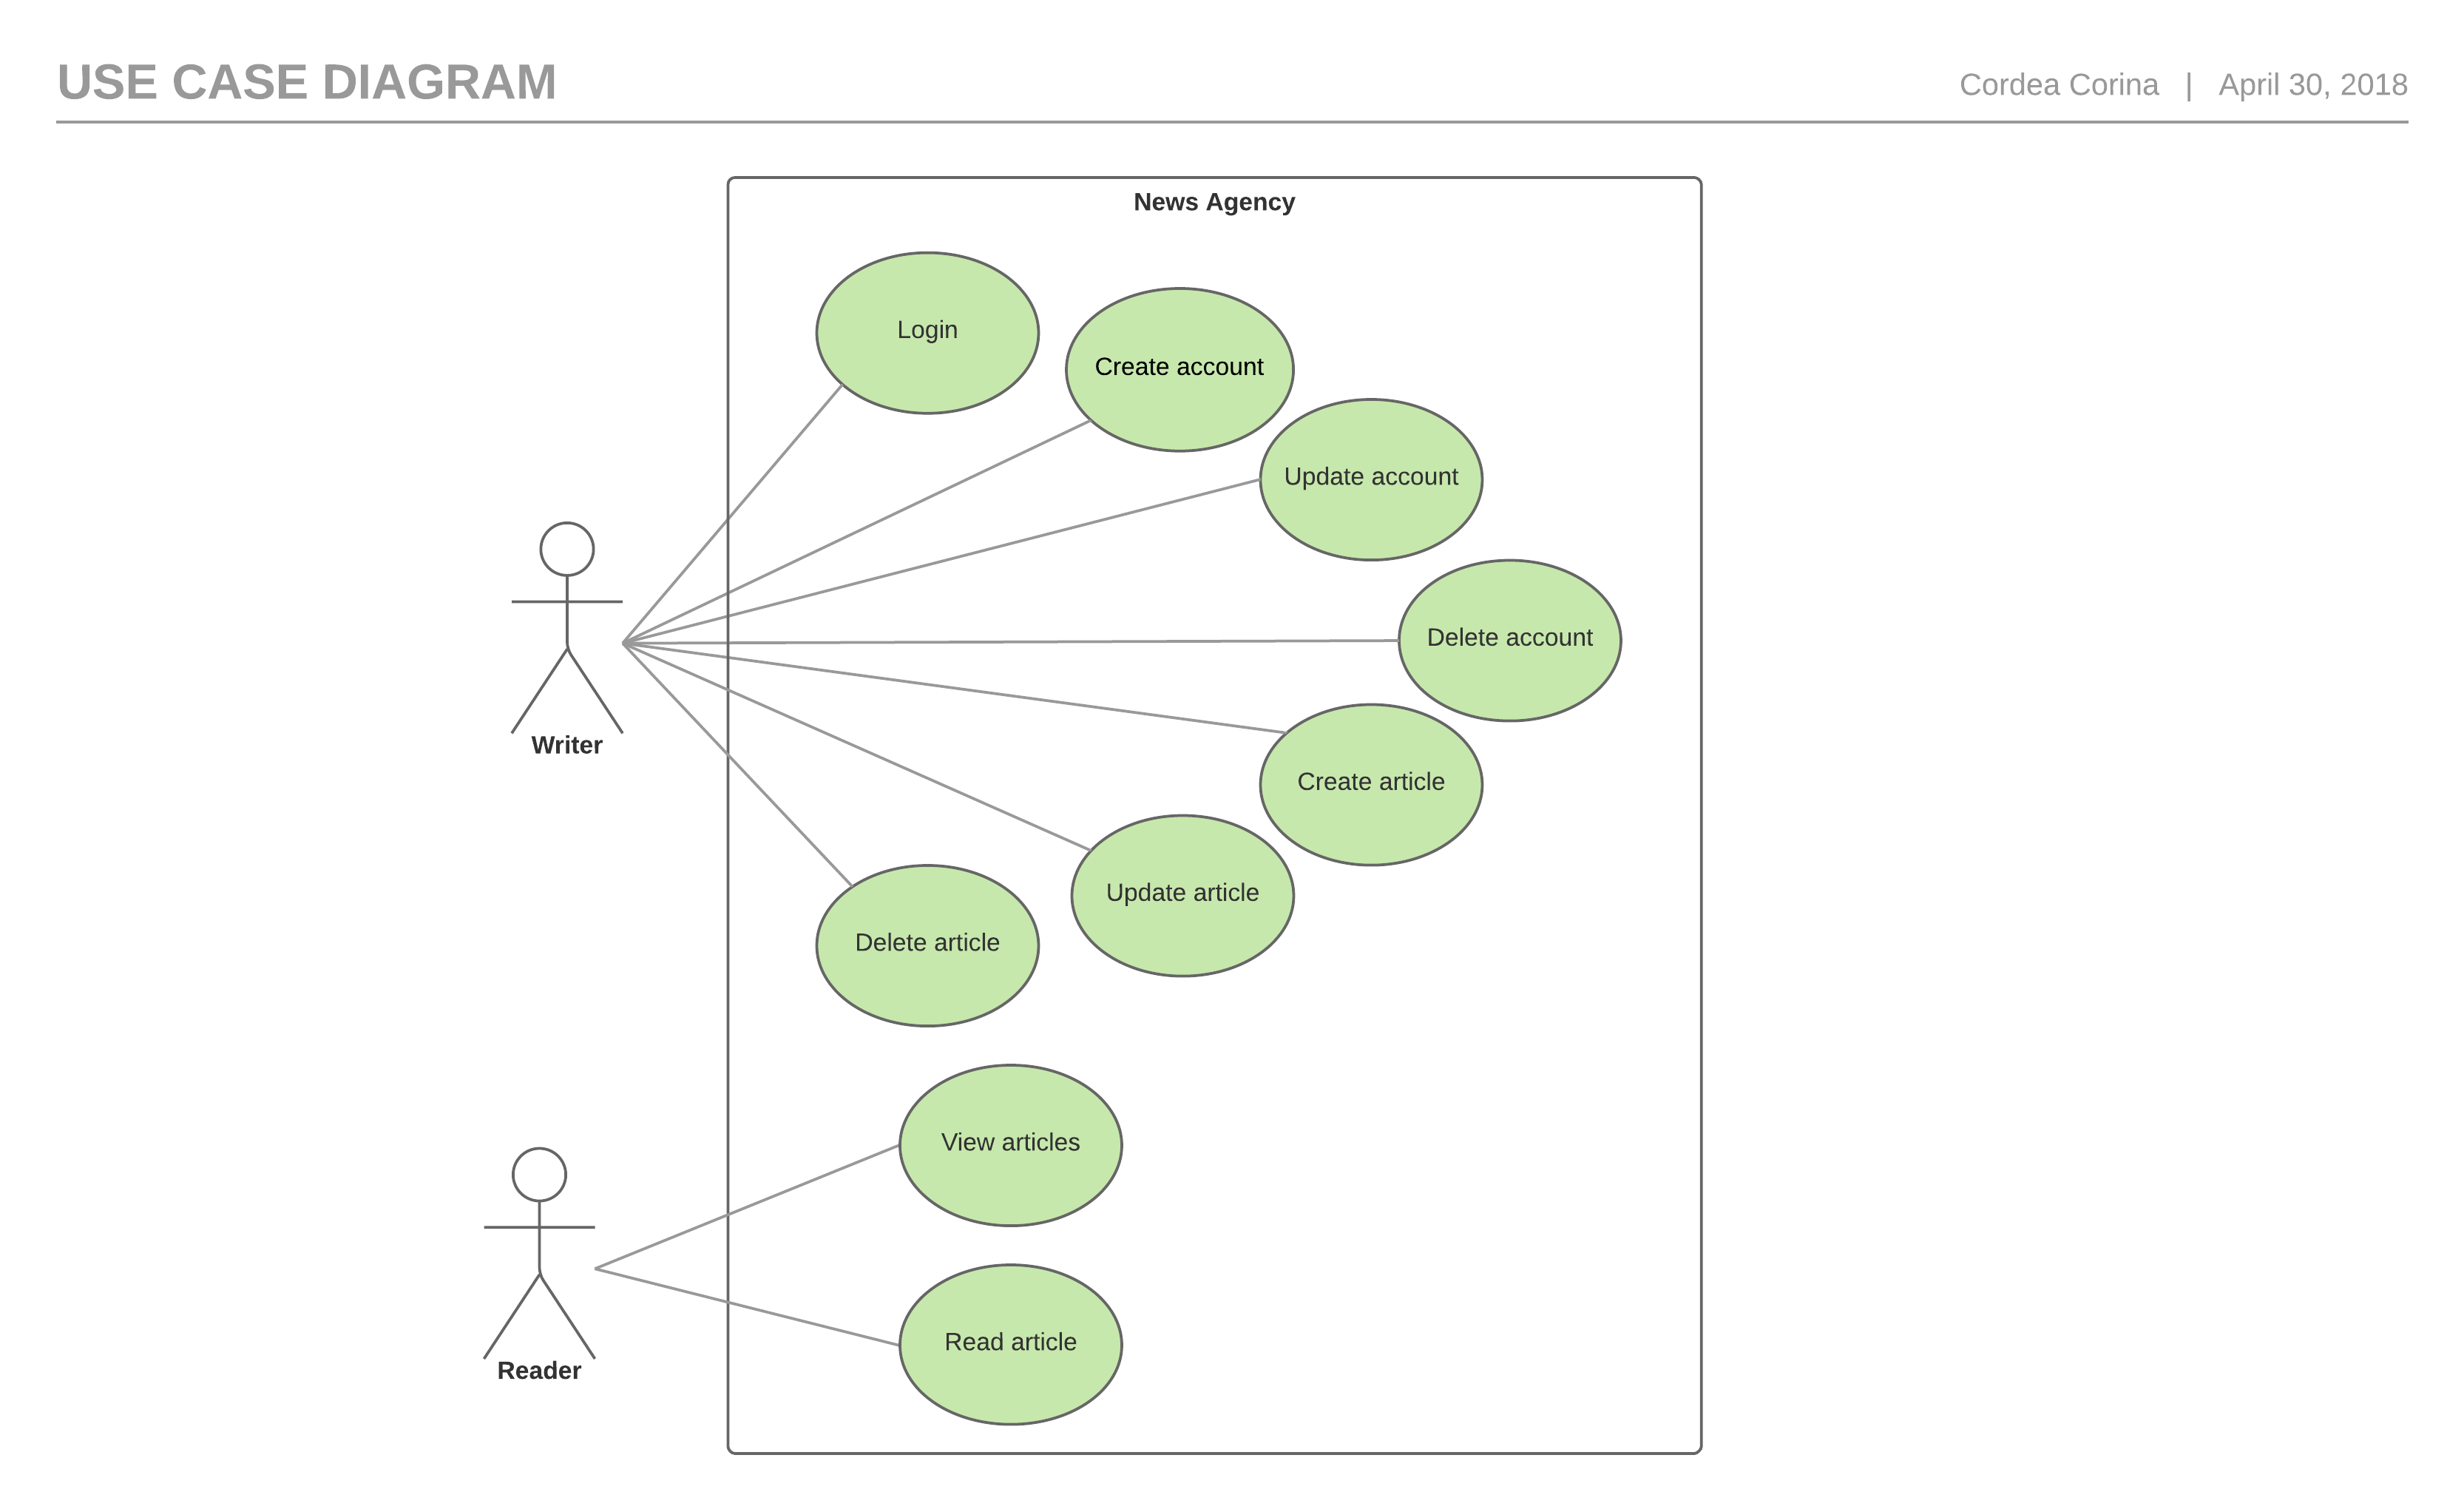 USE CASE DIAGRAM
Cordea Corina | April 30, 2018
News Agency
Login
Create account
Update account
Delete account
Writer
Create article
Update article
Delete article
View articles
Read article
Reader